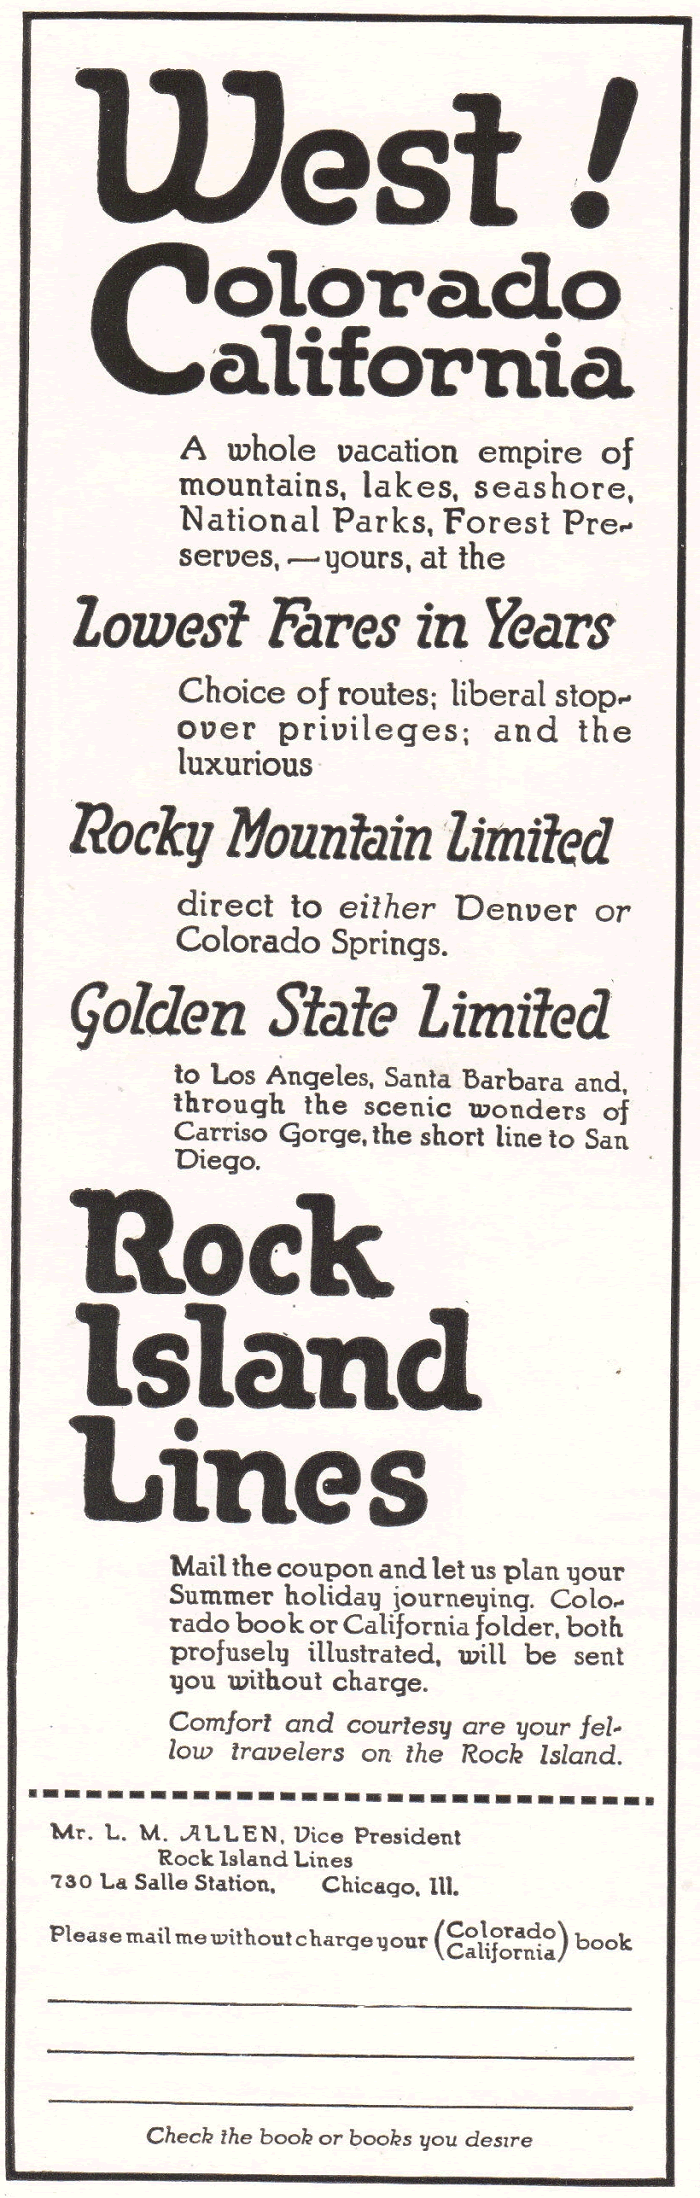 West!
Colorado
California
A whole vacation empire of
mountains, lakes, seashore,
National Parks, Forest Pre-
serves,—yours, at the
Lowest Fares in Years
Choice of routes; liberal stop-
over privileges; and the
luxurious
Rocky Mountain Limited
direct to either Denver or
Colorado Springs.
Golden State Limited
to Los Angeles, Santa Barbara and,
through the scenic wonders of
Carriso Gorge, the short line to San
Diego.
Rock
Island
Lines
Mail the coupon and let us plan your
Summer holiday journeying. Colo-
rado book or California folder, both
profusely illustrated, will be sent
you without charge.
Comfort and courtesy are your fel-
low travelers on the Rock Island.
Mr. L. M. ALLEN, Vice President
Rock Island Lines
730 La Salle Station, Chicago, Ill.
Please mail me without charge your (Colorado
California) book
Check the book or books you desire